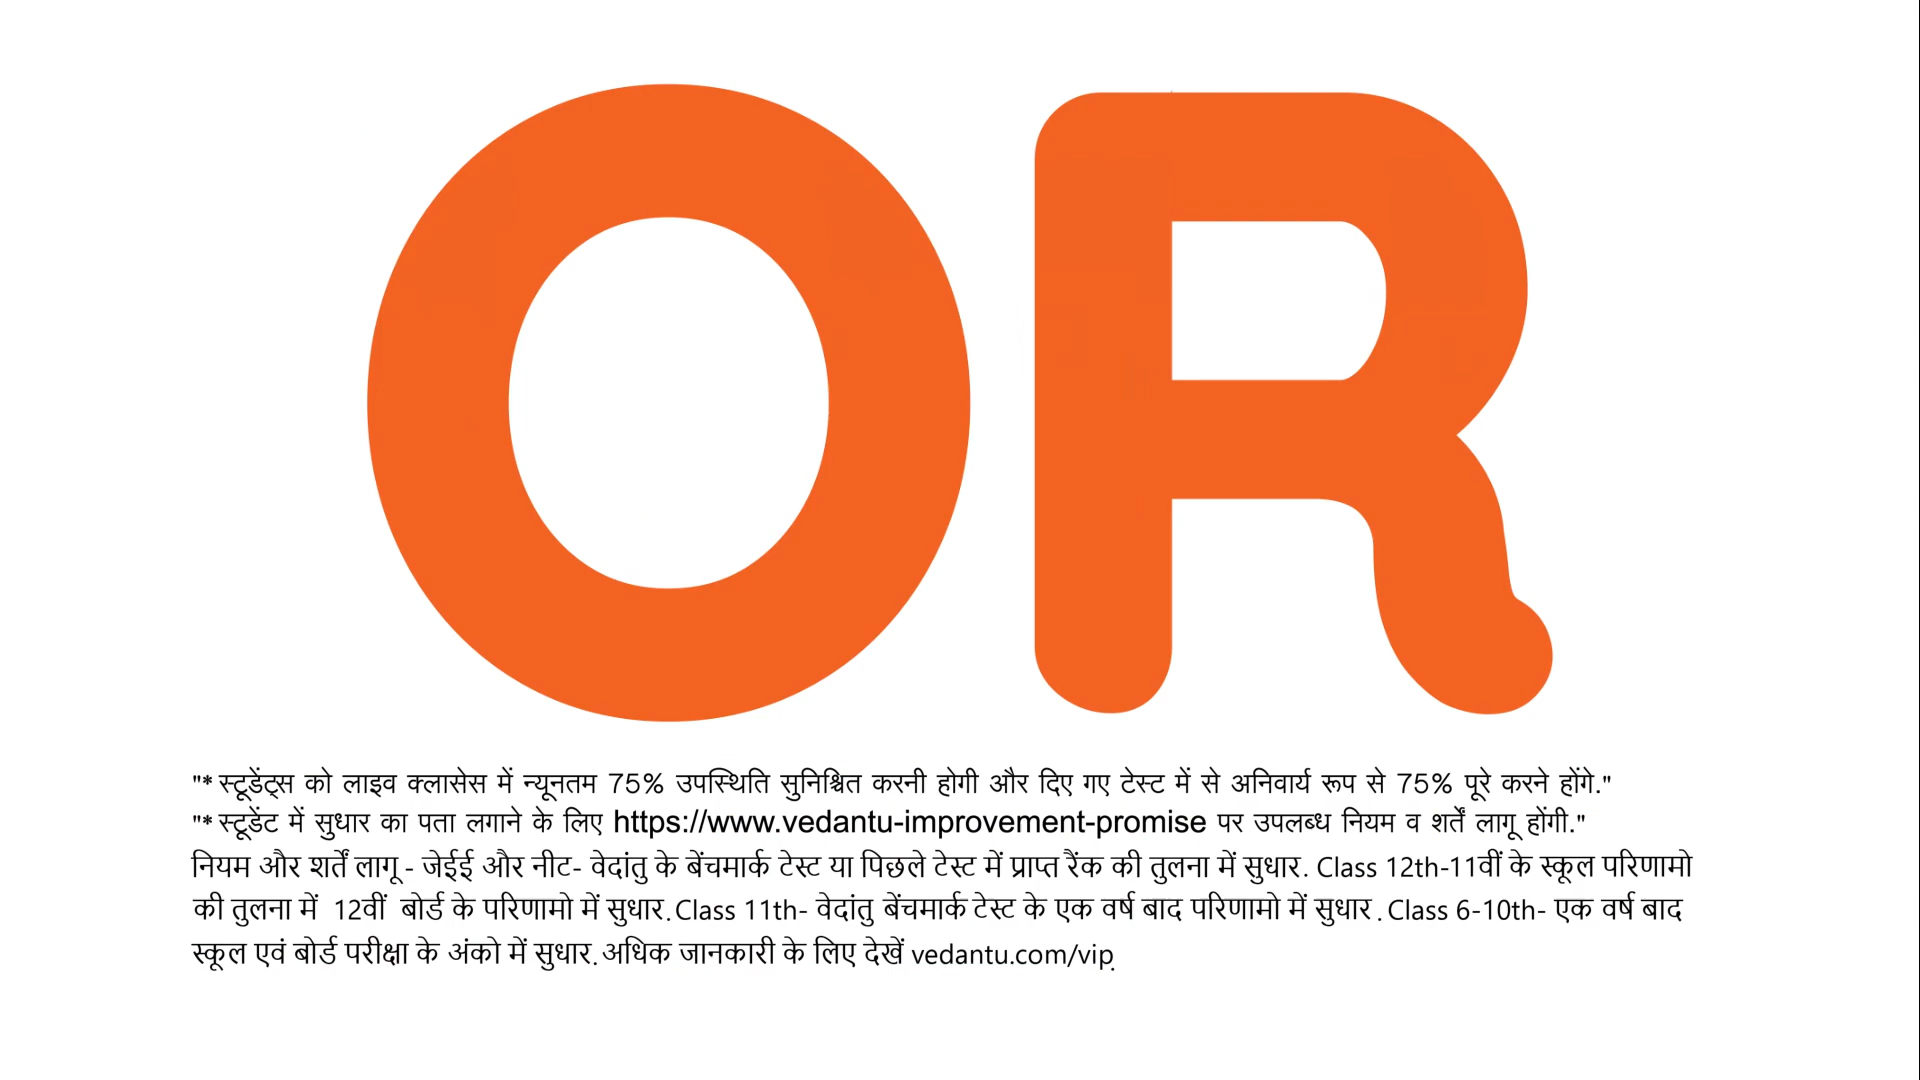 OR
"* स्टूडेंट्स को लाइव क्लासेस में न्यूनतम 75% उपस्थिति सुनिश्चित करनी होगी और दिए गए टेस्ट में से अनिवार्य रूप से 75% पूरे करने होंगे."
"* स्टूडेंट में सुधार का पता लगाने के लिए https://www.vedantu-improvement-promise पर उपलब्ध नियम व शर्तें लागू होंगी."
नियम और शर्तें लागू - जेईई और नीट- वेदांतु के बेंचमार्क टेस्ट या पिछले टेस्ट में प्राप्त रैंक की तुलना में सुधार. Class 12th-11वीं के स्कूल परिणामो
की तुलना में 12वीं बोर्ड के परिणामो में सुधार. Class 11th- वेदांतु बेंचमार्क टेस्ट के एक वर्ष बाद परिणामो में सुधार . Class 6-10th- एक वर्ष बाद
स्कूल एवं बोर्ड परीक्षा के अंको में सुधार. अधिक जानकारी के लिए देखें vedantu.com/vip.